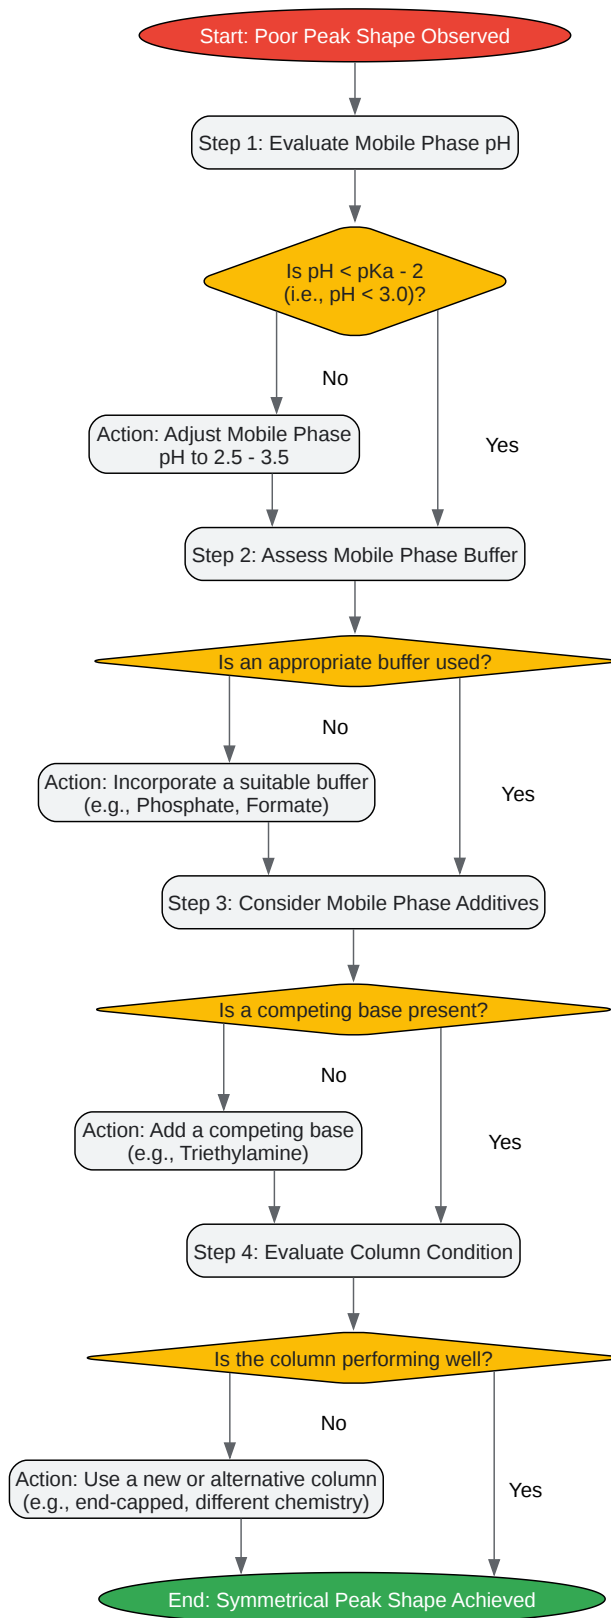 Start: Poor Peak Shape Observed
Step 1: Evaluate Mobile Phase pH
Is pH < pKa - 2
(i.e., pH < 3.0)?
No
Action: Adjust Mobile Phase
pH to 2.5 - 3.5
Yes
Step 2: Assess Mobile Phase Buffer
Is an appropriate buffer used?
No
Action: Incorporate a suitable buffer
(e.g., Phosphate, Formate)
Yes
Step 3: Consider Mobile Phase Additives
Is a competing base present?
No
Action: Add a competing base
(e.g., Triethylamine)
Yes
Step 4: Evaluate Column Condition
Is the column performing well?
No
Action: Use a new or alternative column
(e.g., end-capped, different chemistry)
Yes
End: Symmetrical Peak Shape Achieved